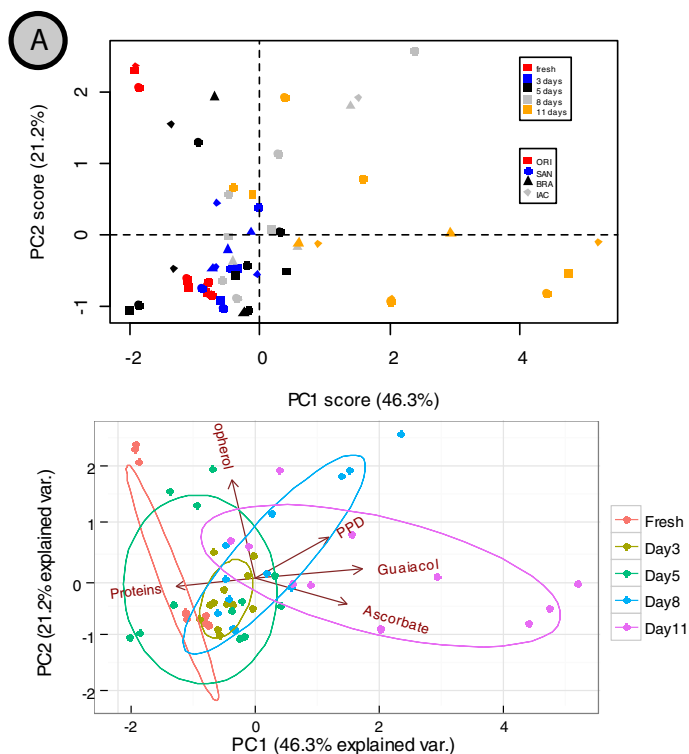 A
PC2 score (21.2%)
2
1
0
-1
fresh
3 days
5 days
8 days
11 days
ORI
SAN
BRA
IAC
-2
0
2
4
PC1 score (46.3%)
PC2 (21.2% explained var.)
2
1
0
-1
-2
opherol
PPD
Guaiacol
Proteins
Ascorbate
Fresh
Day3
Day5
Day8
Day11
-2
0
2
4
PC1 (46.3% explained var.)